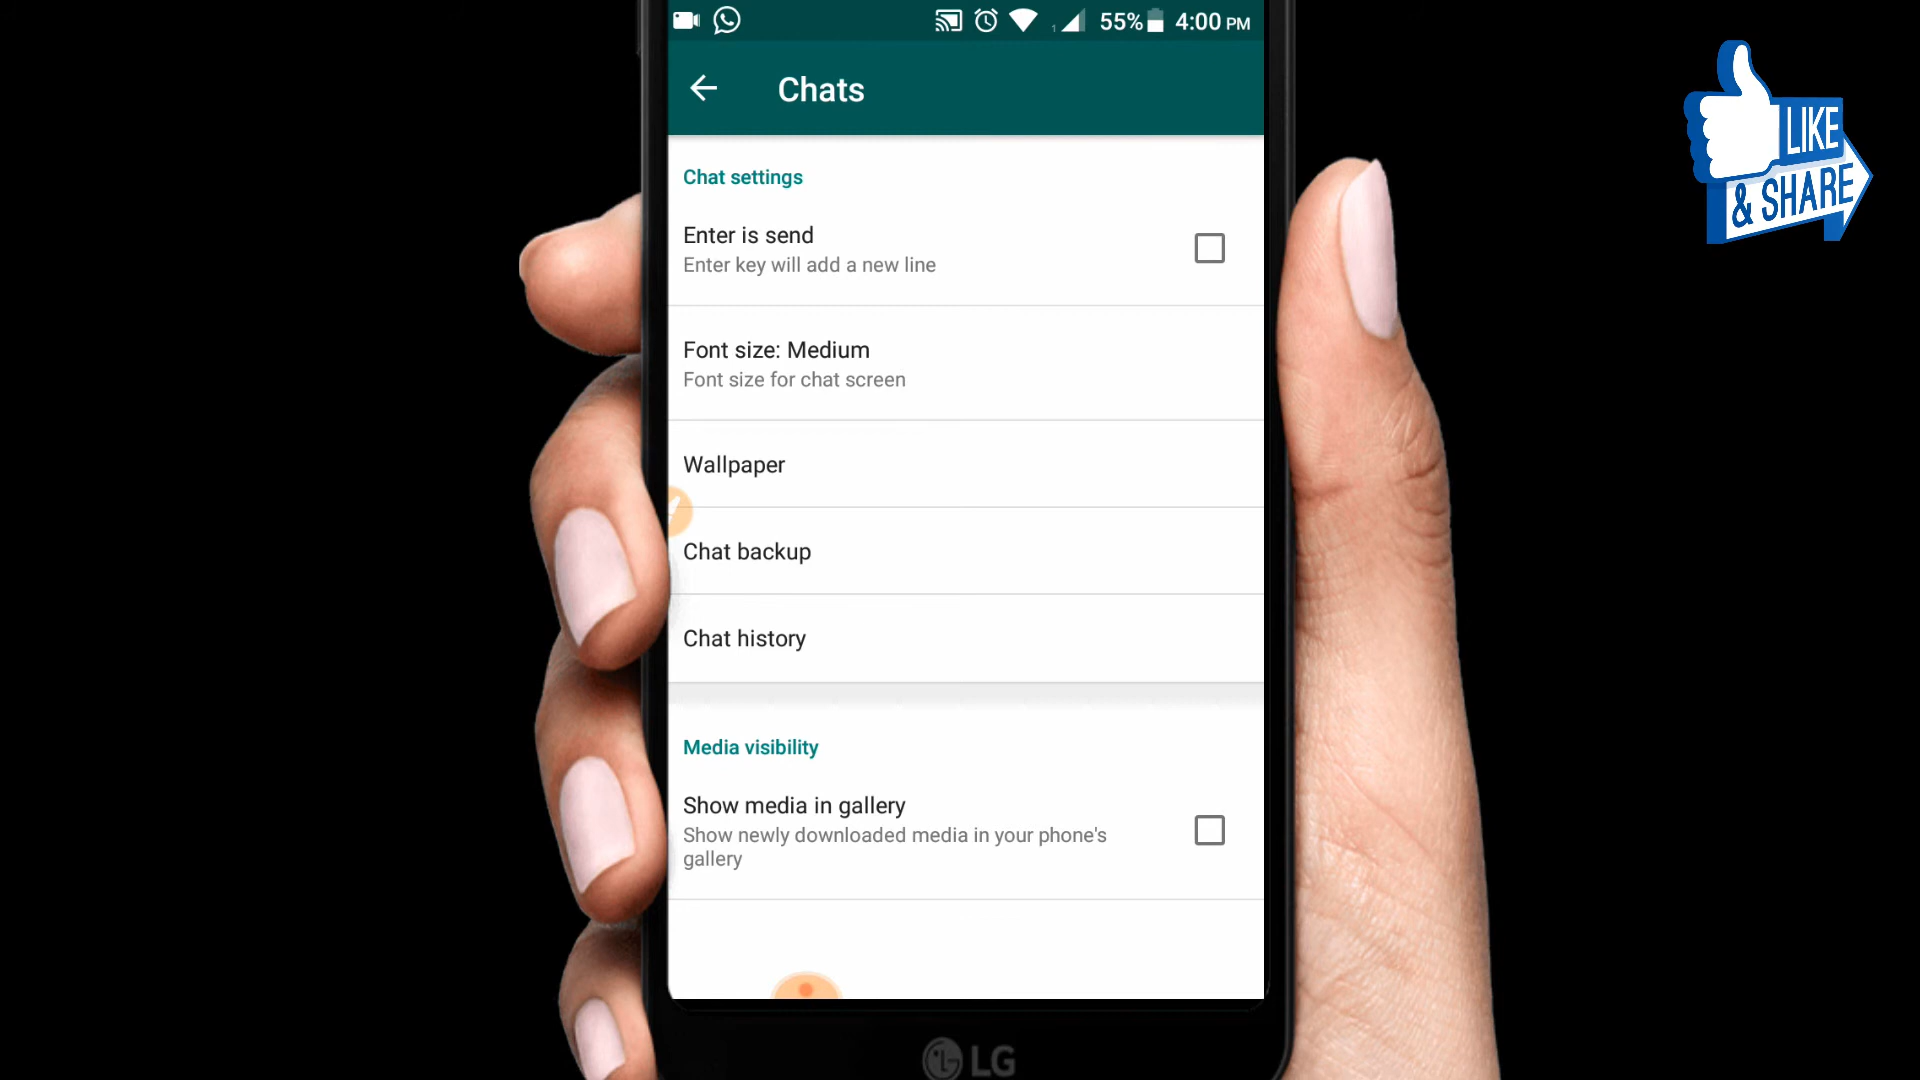 55% 4:00 PM
Chats
LIKE
& SHARE
Chat settings
Enter is send
Enter key will add a new line
Font size: Medium
Font size for chat screen
Wallpaper
Chat backup
Chat history
Media visibility
Show media in gallery
Show newly downloaded media in your phone's
gallery
LG